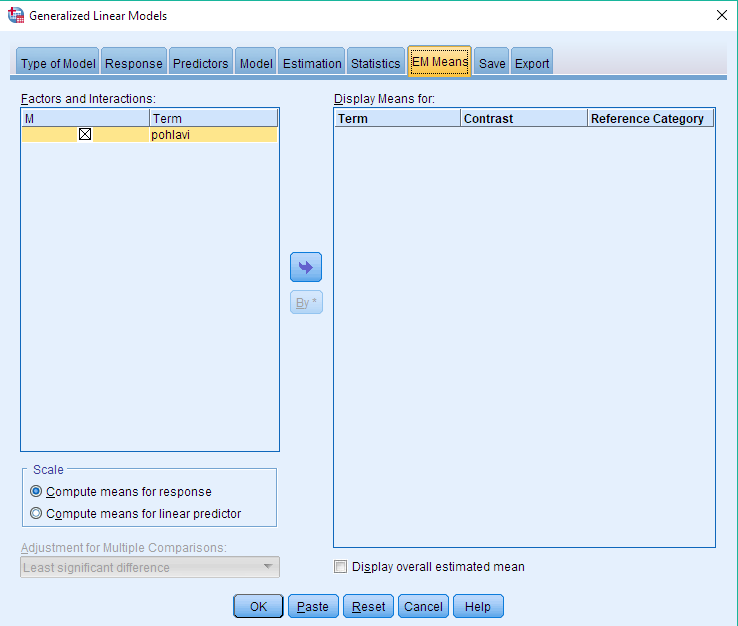 Generalized Linear Models
Type of Model Response Predictors Model Estimation Statistics EM Means Save Export
Factors and Interactions:
M Term
pohlavi
Display Means for:
Term Contrast Reference Category
By *
Scale
Compute means for response
Compute means for linear predictor
Adjustment for Multiple Comparisons:
Least significant difference
Display overall estimated mean
OK Paste Reset Cancel Help